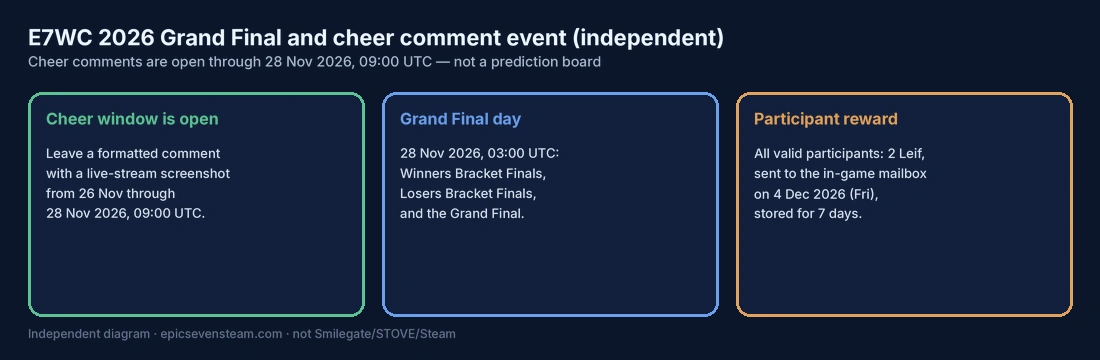 E7WC 2026 Grand Final and cheer comment event (independent)
Cheer comments are open through 28 Nov 2026, 09:00 UTC — not a prediction board
Cheer window is open
Leave a formatted comment
with a live-stream screenshot
from 26 Nov through
28 Nov 2026, 09:00 UTC.
Grand Final day
28 Nov 2026, 03:00 UTC:
Winners Bracket Finals,
Losers Bracket Finals,
and the Grand Final.
Participant reward
All valid participants: 2 Leif,
sent to the in-game mailbox
on 4 Dec 2026 (Fri),
stored for 7 days.
Independent diagram · epicsevensteam.com · not Smilegate/STOVE/Steam